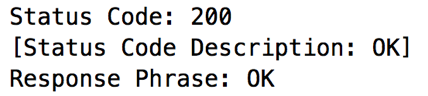 Status Code: 200
[Status Code Description: OK]
Response Phrase: OK